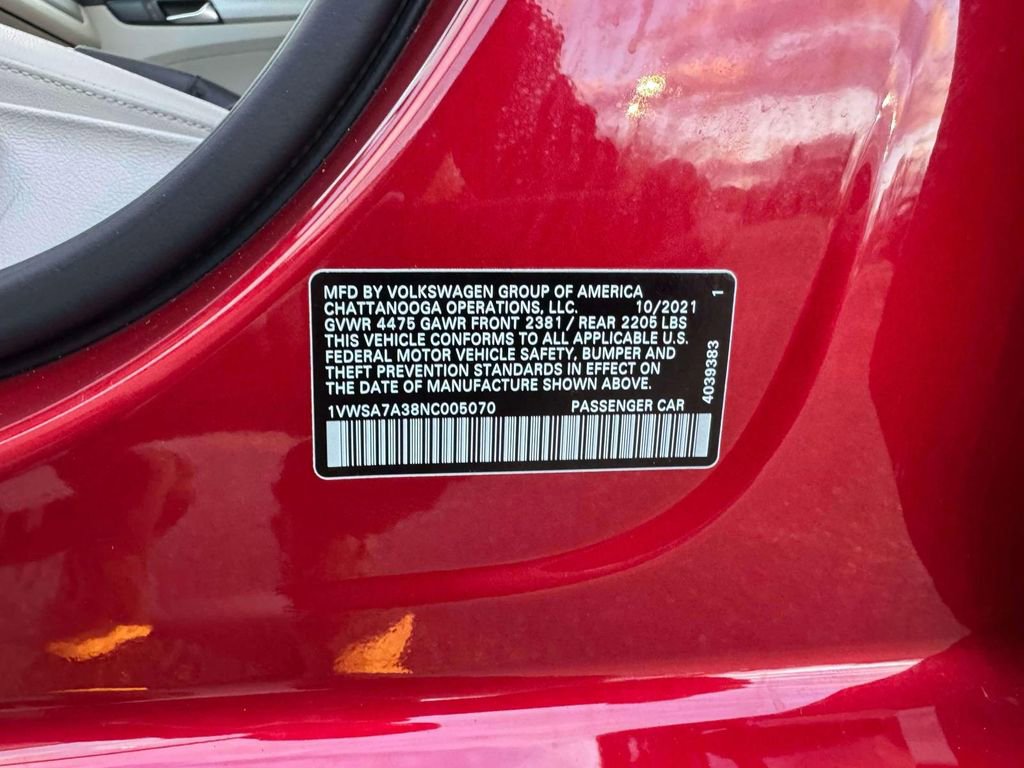 MFD BY VOLKSWAGEN GROUP OF AMERICA
CHATTANOOGA OPERATIONS, LLC. 10/2021
GVWR 4475 GAWR FRONT 2381 / REAR 2205 LBS
THIS VEHICLE CONFORMS TO ALL APPLICABLE U.S.
FEDERAL MOTOR VEHICLE SAFETY, BUMPER AND
THEFT PREVENTION STANDARDS IN EFFECT ON
THE DATE OF MANUFACTURE SHOWN ABOVE.
1VWSA7A38NC005070 PASSENGER CAR
4039383
1